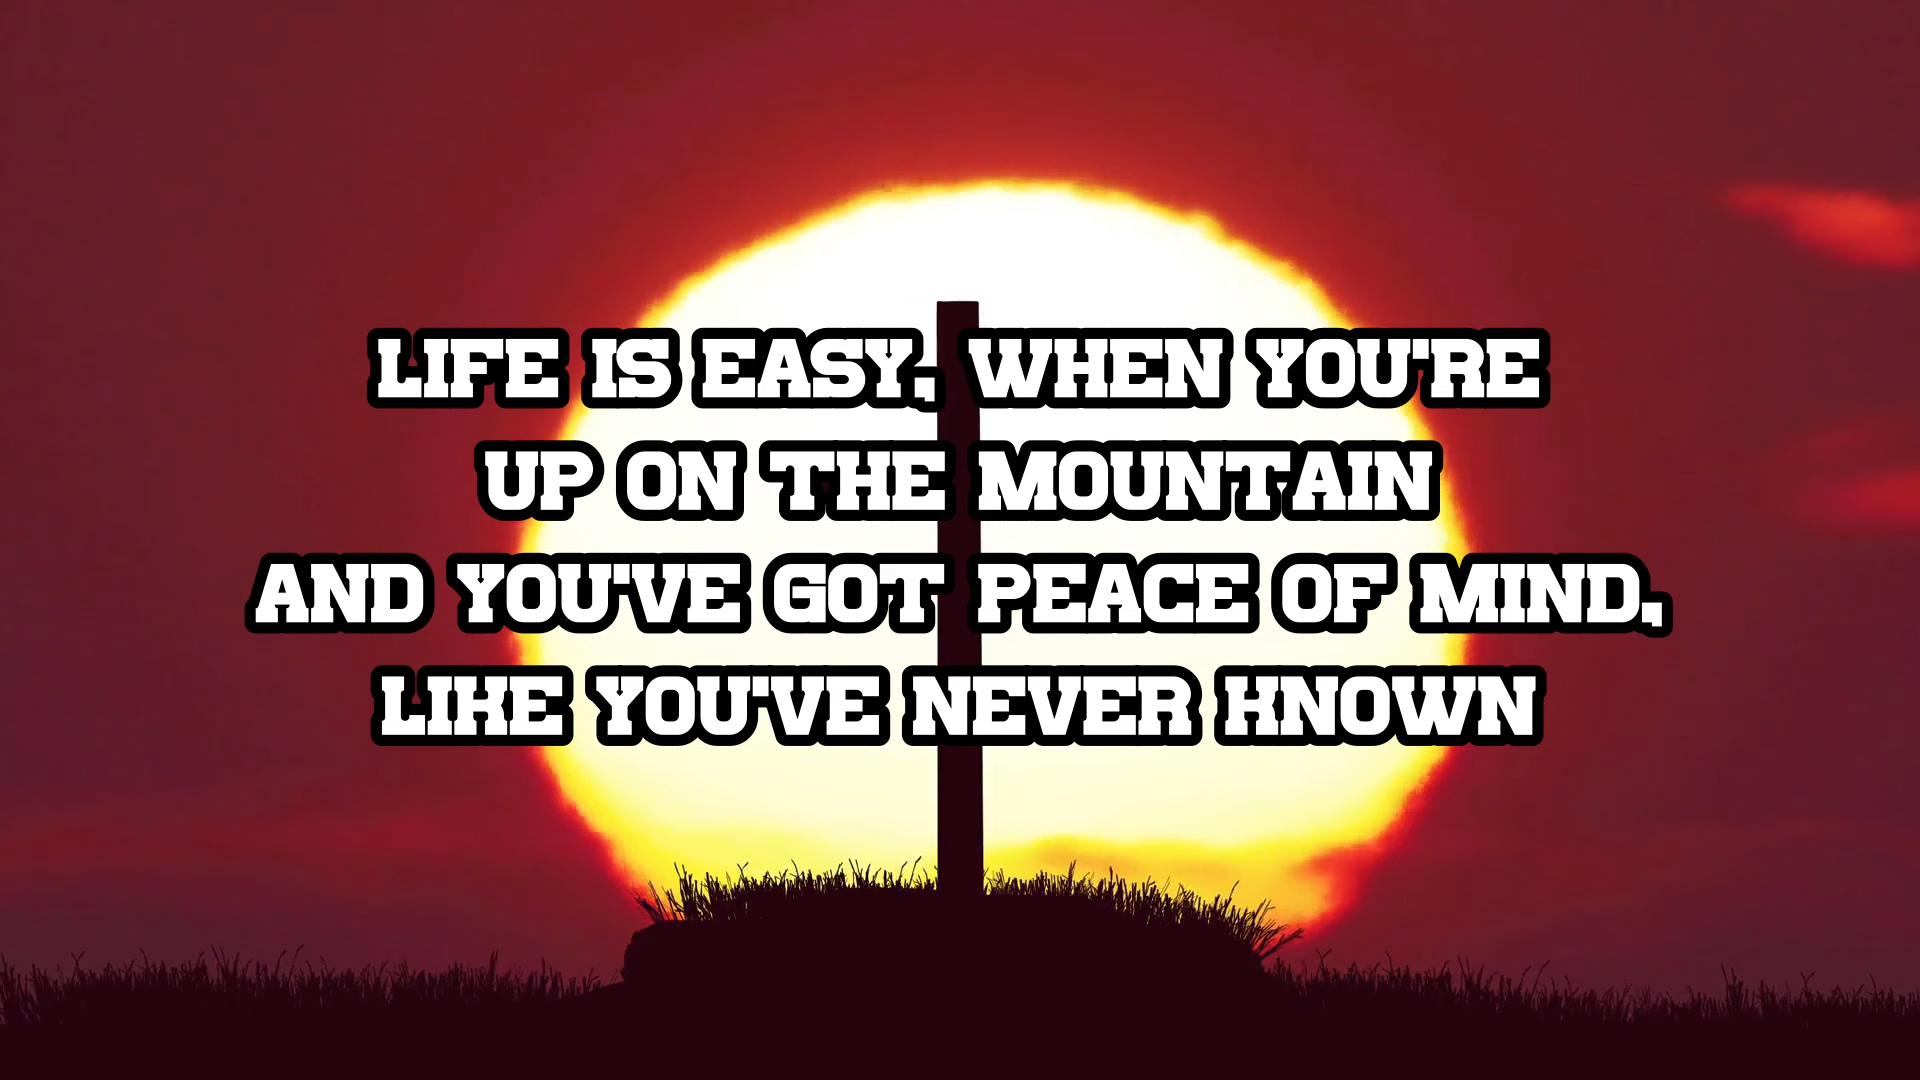 LIFE IS EASY, WHEN YOU'RE
UP ON THE MOUNTAIN
AND YOU'VE GOT PEACE OF MIND,
LIKE YOU'VE NEVER KNOWN